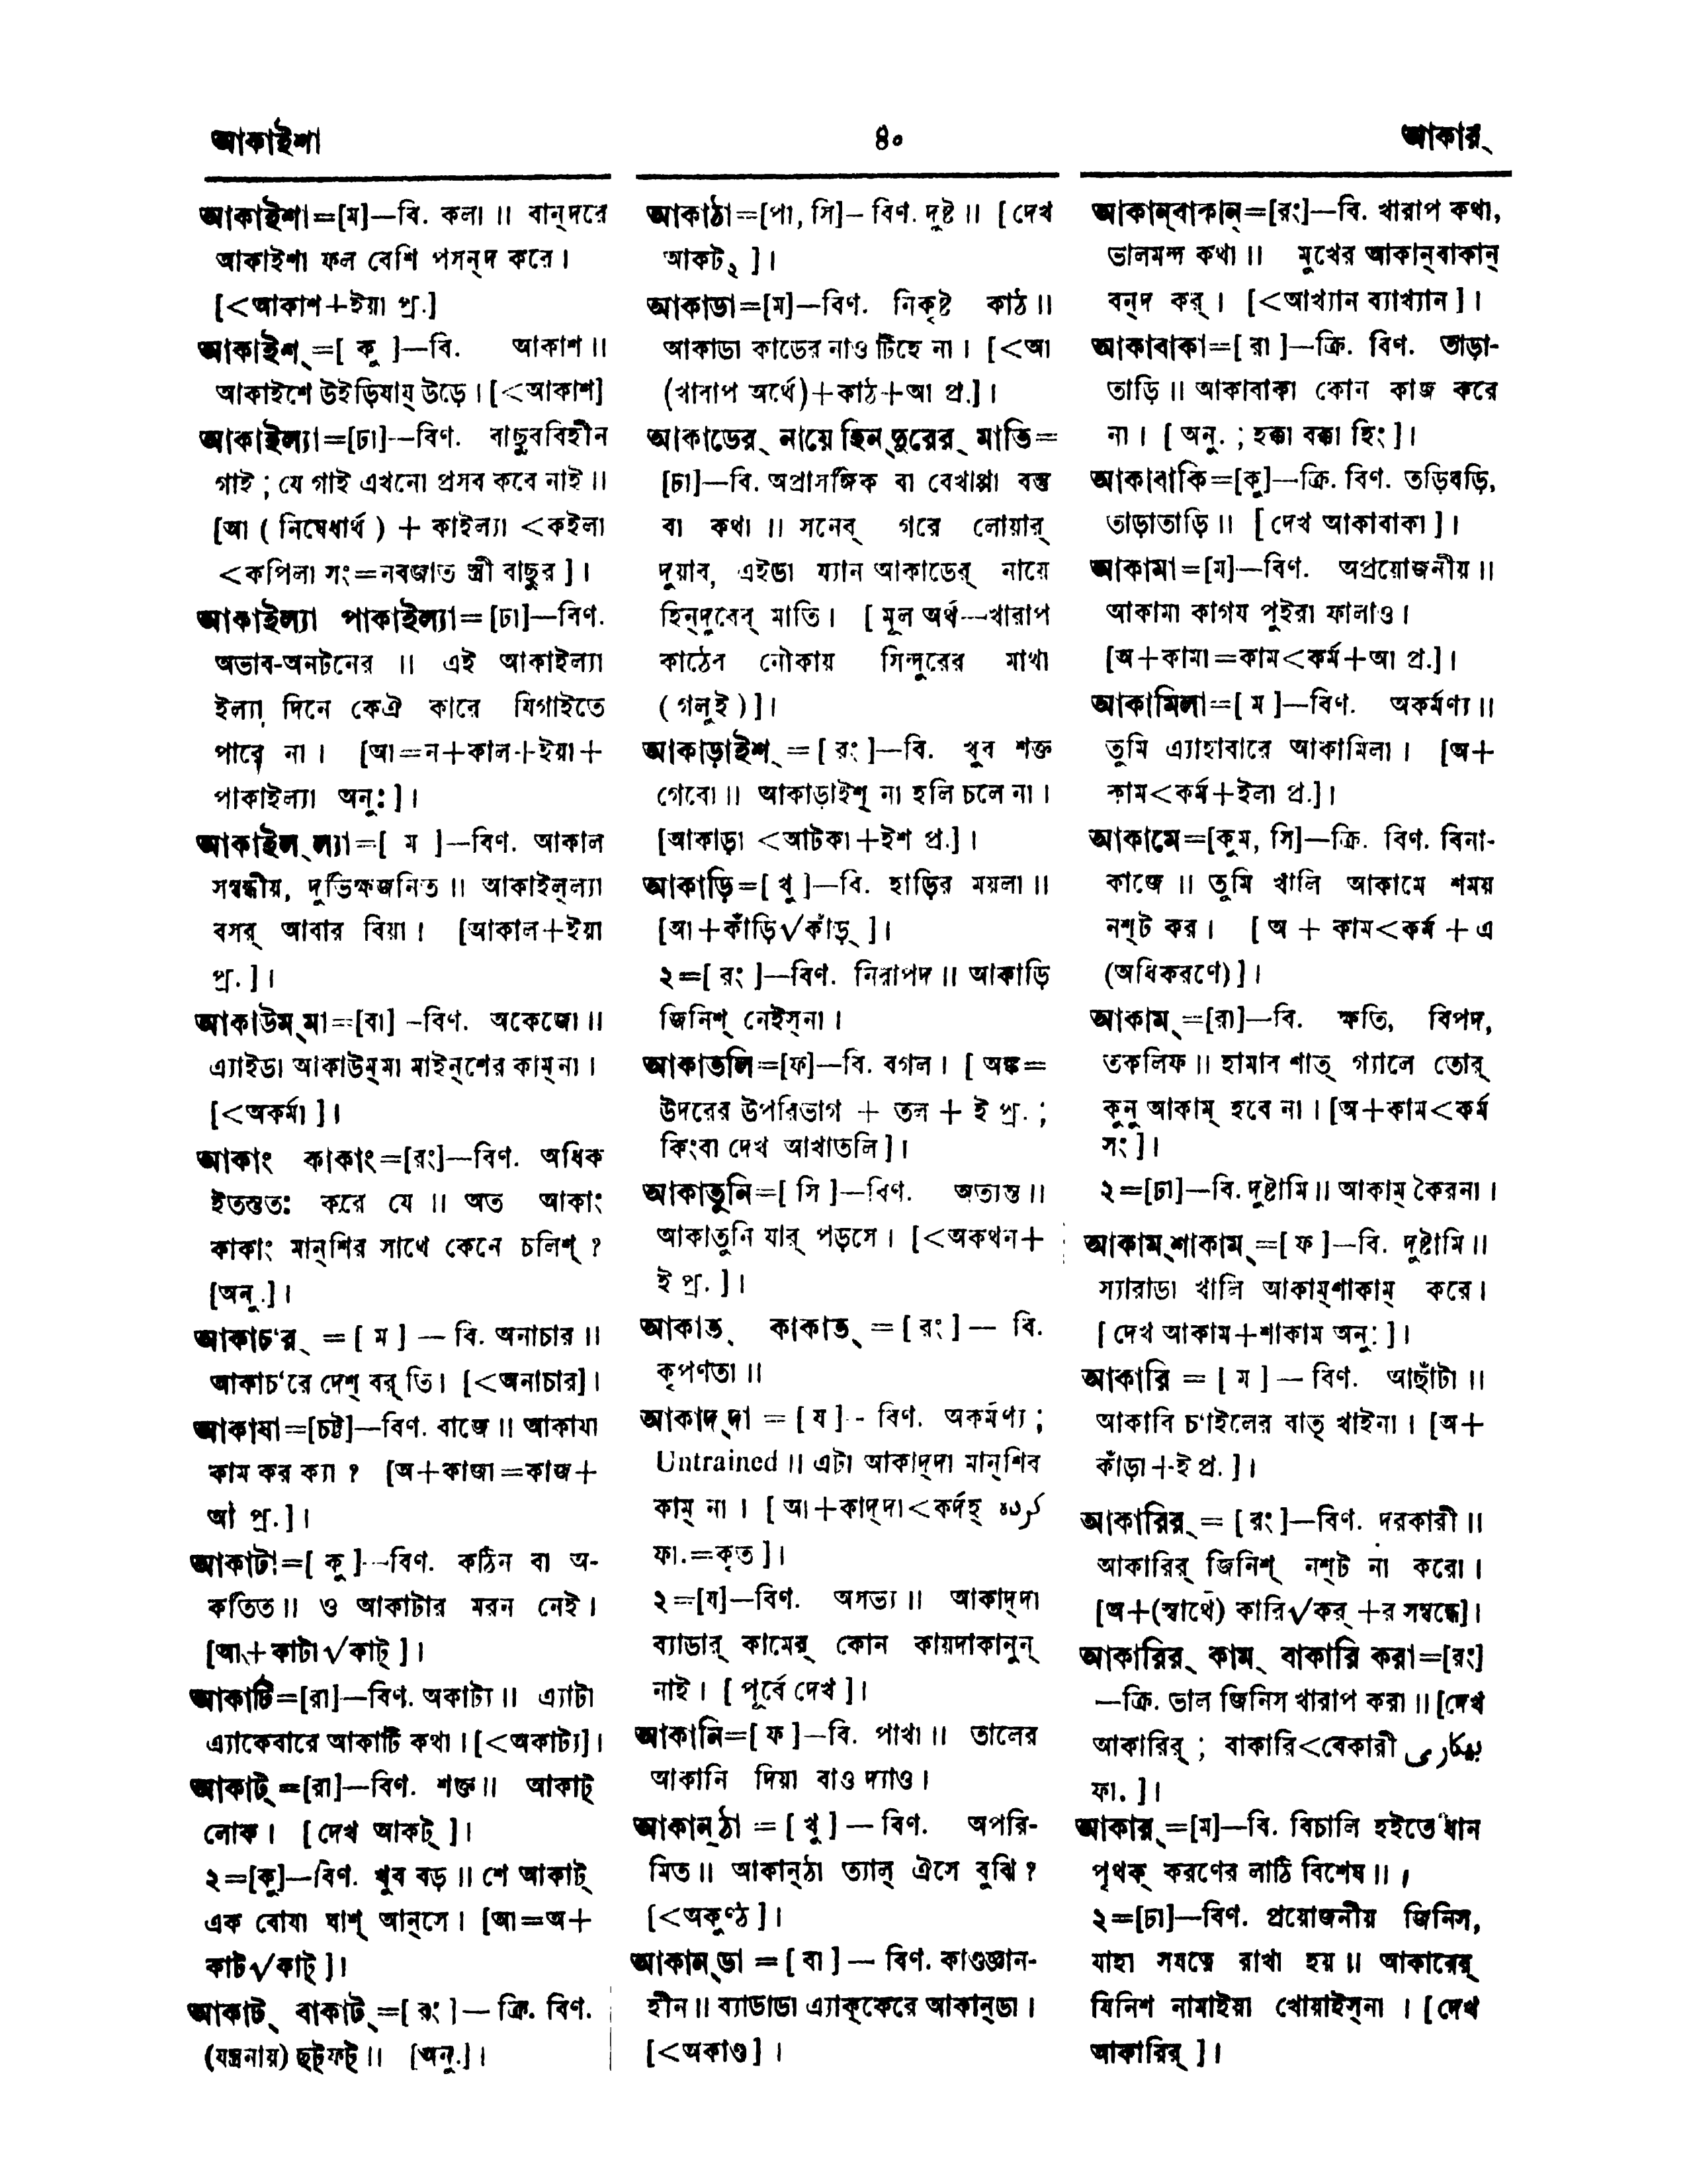 আকাইশা
৪০
আকার্
আকাইশা=[ম]—বি. কলা ॥ বান্দরে
আকাইশা ফল বেশি পসন্দ করে।
[<আকাশ+ইয়া প্র.]
আকাইশ্=[ কু ]—বি. আকাশ ॥
আকাইশে উইড়িযায্ উড়ে। [<আকাশ]
আকাইল্যা=[ঢা]—বিণ. বাছুববিহীন
গাই ; যে গাই এখনো প্রসব কবে নাই ॥
[আ ( নিষেধার্থ ) + কাইল্যা <কইলা
<কপিলা সং=নবজাত স্ত্রী বাছুর ]।
আকাইল্যা পাকাইল্যা=[ঢা]—বিণ.
অভাব-অনটনের ॥ এই আকাইল্যা
ইল্যা দিনে কেঐ কারে যিগাইতে
পারে না। [আ=ন+কাল+ইয়া+
পাকাইল্যা অনু: ]।
আকাইল্ল্যা=[ ম ]—বিণ. আকাল
সম্বন্ধীয়, দুর্ভিক্ষজনিত ॥ আকাইল্ল্যা
বসর্ আবার বিয়া। [আকাল+ইয়া
প্র. ]।
আকাউম্মা=[বা] –বিণ. অকেজো ॥
এ্যাইডা আকাউম্মা মাইন্শের কাম্না।
[<অকর্মা ]।
আকাং কাকাং=[রং]—বিণ. অধিক
ইতস্তত: করে যে ॥ অত আকাং
কাকাং মান্শির সাথে কেনে চলিশ্ ?
[অনু.]।
আকাচ‘র্ = [ ম ] — বি. অনাচার ॥
আকাচ‘রে দেশ্ বর্তি। [<অনাচার]।
আকাযা=[চট্ট]—বিণ. বাজে ॥ আকাযা
কাম কর ক্যা ? [অ+কাজা=কাজ+
আ প্র. ]।
আকাটা=[ কু ]—বিণ. কঠিন বা অ-
কর্তিত ॥ ও আকাটার মরন নেই।
[আ+কাটা√কাট্ ]।
আকাটি=[রা]—বিণ. অকাট্য ॥ এ্যাটা
এ্যাকেবারে আকাটি কথা। [<অকাট্য]।
আকাট্=[রা]—বিণ. শক্ত ॥ আকাট্
লোক। [দেখ আকট্ ]।
২=[কু]—বিণ. খুব বড় ॥ শে আকাট্
এক বোযা ঘাশ্ আন্সে। [আ=অ+
কাট√কাট্ ]।
আকাট্ বাকাট্=[ রং ]— ক্রি. বিণ.
(যন্ত্রনায়) ছট্ফট্ ॥ [অনু.]।
আকাঠা=[পা, সি]— বিণ. দুষ্ট ॥ [ দেখ
আকট২ ]।
আকাডা=[ম]—বিণ. নিকৃষ্ট কাঠ ॥
আকাডা কাডের নাও টিহে না। [<আ
(খারাপ অর্থে)+কাঠ+আ প্র.]।
আকাডের্ নায়ে হিন্দুরের্ মাতি=
[ঢা]—বি. অপ্রাসঙ্গিক বা বেখাপ্পা বস্তু
বা কথা ॥ সনেব্ গরে লোয়ার্
দুয়াব, এইডা য্যান আকাডের্ নায়ে
হিন্দুবেব্ মাতি। [ মূল অর্থ—খারাপ
কাঠের নৌকায় সিন্দুরের মাথা
( গলুই ) ]।
আকাড়াইশ্ =[ রং ]—বি. খুব শক্ত
গেবো ॥ আকাড়াইশ্ না হলি চলে না।
[আকাড়া <আটকা+ইশ প্র.]।
আকাড়ি=[ খু ]—বি. হাড়ির ময়লা ॥
[আ+কাঁড়ি√কাঁড়্ ]।
২=[ রং ]—বিণ. নিরাপদ ॥ আকাড়ি
জিনিশ্ নেইস্না।
আকাতলি=[ফ]—বি. বগল। [ অঙ্ক=
উদরের উপরিভাগ + তল + ই প্র. ;
কিংবা দেখ আখাতলি ]।
আকাতুনি=[ সি ]—বিণ. অত্যন্ত ॥
আকাতুনি যার্ পড়সে। [<অকথন+
ই প্র. ]।
আকাত্ কাকাত্ = [ রং ] — বি.
কৃপণতা ॥
আকাদ্দা = [ য ] - বিণ. অকর্মণ্য ;
Untrained ॥ এটা আকাদ্দা মান্শিব
কাম্ না। [ আ+কাদ্দা<কর্দহ্ کرده
ফা.=কৃত ]।
২=[য]—বিণ. অসভ্য ॥ আকাদ্দা
ব্যাডার্ কামের্ কোন কায়দাকানুন্
নাই। [ পূর্বে দেখ ]।
আকানি=[ ফ ]—বি. পাখা ॥ তালের
আকানি দিয়া বাও দ্যাও।
আকান্ঠা = [ খু ] — বিণ. অপরি-
মিত ॥ আকান্ঠা ত্যাল্ ঐসে বুঝি ?
[<অকুণ্ঠ ]।
আকান্ডা = [ বা ] — বিণ. কাণ্ডজ্ঞান-
হীন ॥ ব্যাডাডা এ্যাক্কেরে আকান্ডা।
[<অকাণ্ড] ।
আকান্বাকান্=[রং]—বি. খারাপ কথা,
ভালমন্দ কথা ॥ মুখের আকান্বাকান্
বন্দ কর্। [<আখ্যান ব্যাখ্যান ]।
আকাবাকা=[ রা ]—ক্রি. বিণ. তাড়া-
তাড়ি ॥ আকাবাকা কোন কাজ করে
না। [ অনু. ; হক্কা বক্কা হিং ]।
আকাবাকি=[কু]—ক্রি. বিণ. তড়িবড়ি,
তাড়াতাড়ি ॥ [ দেখ আকাবাকা ]।
আকামা=[ম]—বিণ. অপ্রয়োজনীয় ॥
আকামা কাগয পুইরা ফালাও।
[অ+কামা=কাম<কর্ম+আ প্র.]।
আকামিলা=[ ম ]—বিণ. অকর্মণ্য ॥
তুমি এ্যাহাবারে আকামিলা। [অ+
কাম<কর্ম+ইলা প্র.]।
আকামে=[কুম, সি]—ক্রি. বিণ. বিনা-
কাজে ॥ তুমি খালি আকামে শময়
নশ্ট কর। [ অ + কাম<কর্ম + এ
(অধিকরণে) ]।
আকাম্=[রা]—বি. ক্ষতি, বিপদ,
তকলিফ ॥ হামাব শাত্ গ্যালে তোর্
কুনু আকাম্ হবে না। [অ+কাম<কর্ম
সং ]।
২=[ঢা]—বি. দুষ্টামি ॥ আকাম্ কৈরনা।
আকাম্শাকাম্=[ ফ ]—বি. দুষ্টামি ॥
স্যারাডা খালি আকাম্শাকাম্ করে।
[ দেখ আকাম+শাকাম অনু: ]।
আকারি = [ ম ] — বিণ. আছাঁটা ॥
আকাবি চ‘াইলের বাত্ খাইনা। [অ+
কাঁড়া+ই প্র. ]।
আকারির্ = [ রং ]—বিণ. দরকারী ॥
আকারির্ জিনিশ্ নশ্ট না করো।
[অ+(স্বার্থে) কারি√কর্ +র সম্বন্ধে]।
আকারির্ কাম্ বাকারি করা=[রং]
—ক্রি. ভাল জিনিস খারাপ করা ॥ [দেখ
আকারির্ ; বাকারি<বেকারী بيكارى
ফা. ]।
আকার্=[ম]—বি. বিচালি হইতে ধান
পৃথক্ করণের লাঠি বিশেষ ॥
২=[ঢা]—বিণ. প্রয়োজনীয় জিনিস,
যাহা সযত্নে রাখা হয় ॥ আকারের্
যিনিশ নামাইয়া খোয়াইস্না । [ দেখ
আকারির্ ]।